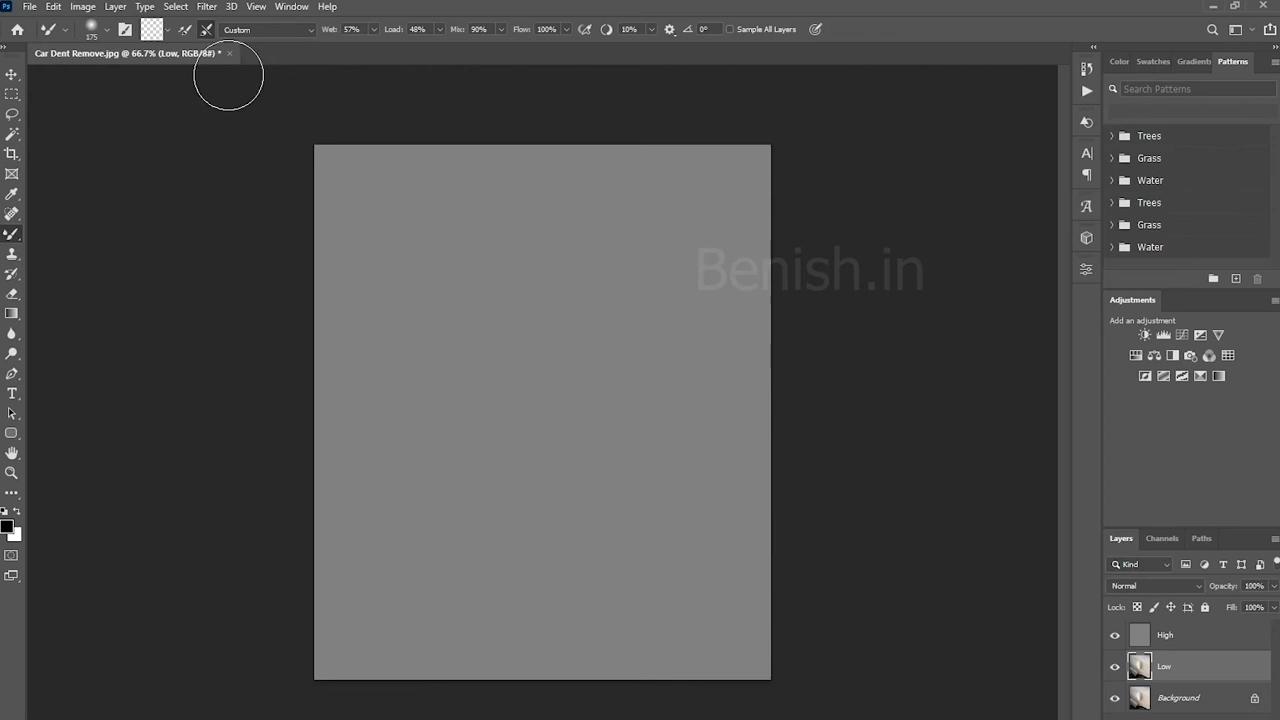 Ps File Edit Image Layer Type Select Filter 3D View Window Help
175 Custom Wet: 57% Load: 48% Mix: 90% Flow: 100% 10% 0° Sample All Layers
Car Dent Remove.jpg @ 66.7% (Low, RGB/8#) *
Color Swatches Gradients Patterns
Search Patterns
Trees
Grass
Water
Trees
Grass
Water
Benish.in
Adjustments
Add an adjustment
Layers Channels Paths
Kind
Normal Opacity: 100%
Lock: Fill: 100%
High
Low
Background